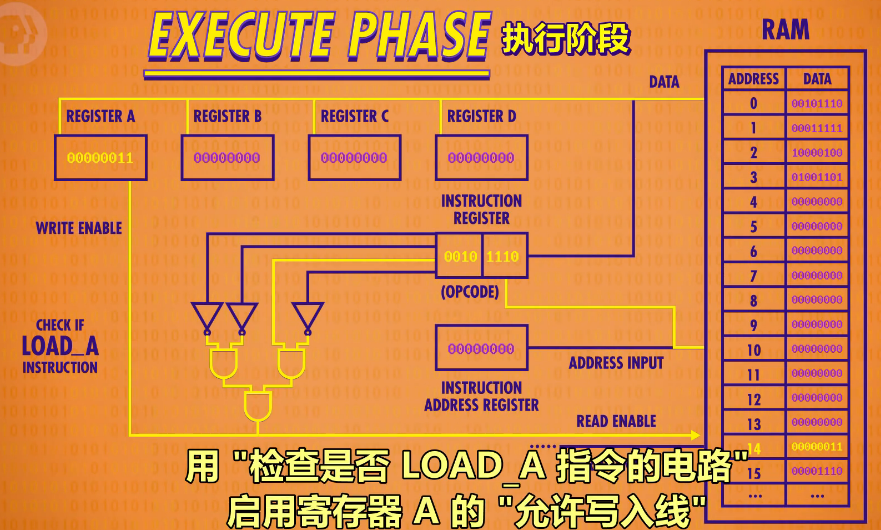 EXECUTE PHASE 执行阶段
RAM
DATA
ADDRESS DATA
0 00101110
1 00011111
2 10000100
3 01001101
4 00000000
5 00000000
6 00000000
7 00000000
8 00000000
9 00000000
10 00000000
11 00000000
12 00000000
13 00000000
14 00000011
15 00001110
... ...
REGISTER A REGISTER B REGISTER C REGISTER D
00000011 00000000 00000000 00000000
WRITE ENABLE
INSTRUCTION
REGISTER
0010 1110
(OPCODE)
CHECK IF
LOAD_A
INSTRUCTION
00000000
ADDRESS INPUT
INSTRUCTION
ADDRESS REGISTER
READ ENABLE
用 "检查是否 LOAD_A 指令的电路"
启用寄存器 A 的 "允许写入线"